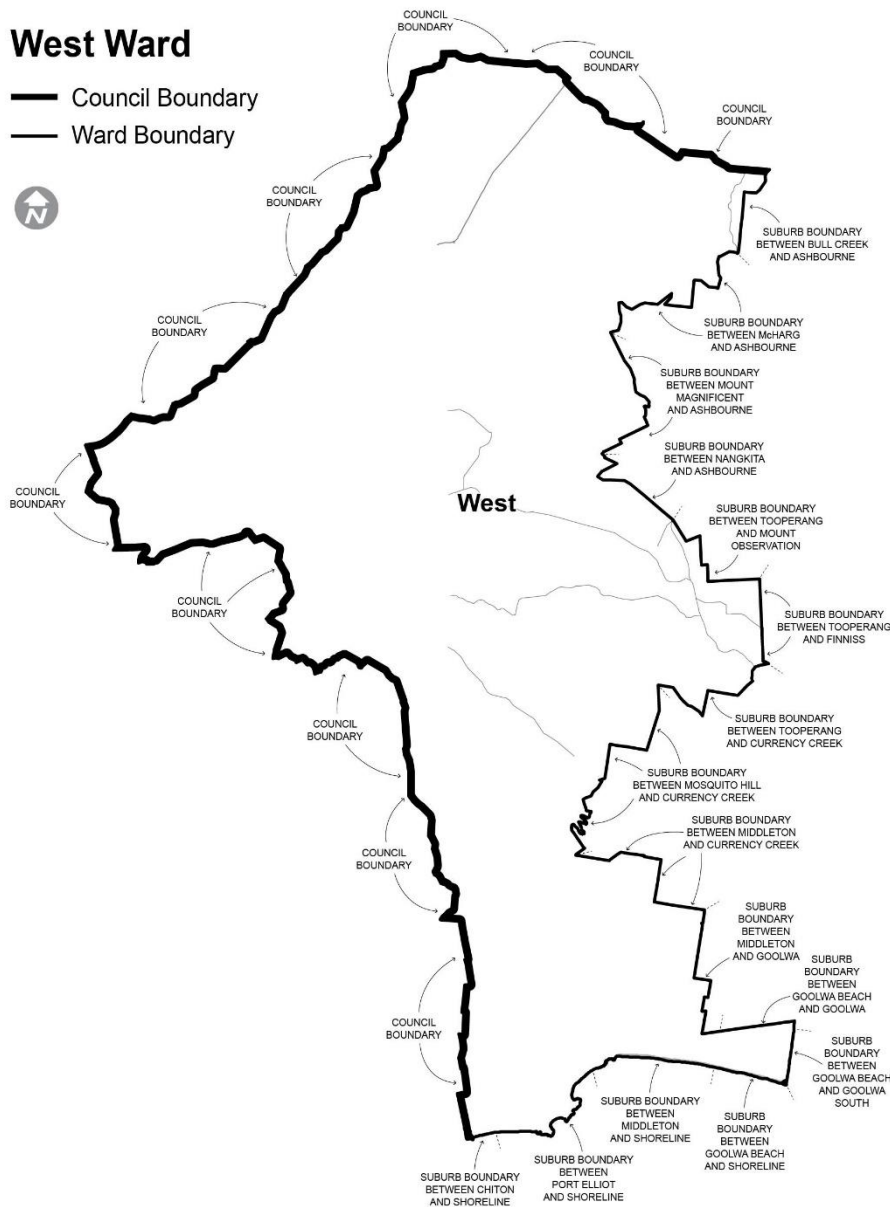 West Ward
Council Boundary
Ward Boundary
N
COUNCIL
BOUNDARY
COUNCIL
BOUNDARY
COUNCIL
BOUNDARY
COUNCIL
BOUNDARY
COUNCIL
BOUNDARY
SUBURB BOUNDARY
BETWEEN BULL CREEK
AND ASHBOURNE
SUBURB BOUNDARY
BETWEEN McHARG
AND ASHBOURNE
SUBURB BOUNDARY
BETWEEN MOUNT
MAGNIFICENT
AND ASHBOURNE
SUBURB BOUNDARY
BETWEEN NANGKITA
AND ASHBOURNE
COUNCIL
BOUNDARY
West
SUBURB BOUNDARY
BETWEEN TOOPERANG
AND MOUNT
OBSERVATION
COUNCIL
BOUNDARY
SUBURB BOUNDARY
BETWEEN TOOPERANG
AND FINNISS
COUNCIL
BOUNDARY
SUBURB BOUNDARY
BETWEEN TOOPERANG
AND CURRENCY CREEK
SUBURB BOUNDARY
BETWEEN MOSQUITO HILL
AND CURRENCY CREEK
SUBURB BOUNDARY
BETWEEN MIDDLETON
AND CURRENCY CREEK
COUNCIL
BOUNDARY
SUBURB
BOUNDARY
BETWEEN
MIDDLETON
AND GOOLWA
SUBURB
BOUNDARY
BETWEEN
GOOLWA BEACH
AND GOOLWA
COUNCIL
BOUNDARY
SUBURB
BOUNDARY
BETWEEN
GOOLWA BEACH
AND GOOLWA
SOUTH
SUBURB BOUNDARY
BETWEEN
MIDDLETON
AND SHORELINE
SUBURB
BOUNDARY
BETWEEN
GOOLWA BEACH
AND SHORELINE
SUBURB BOUNDARY
BETWEEN
PORT ELLIOT
AND SHORELINE
SUBURB BOUNDARY
BETWEEN CHITON
AND SHORELINE